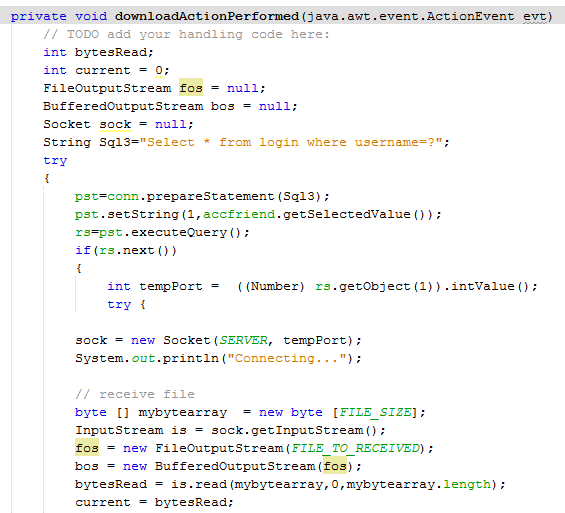 private void downloadActionPerformed(java.awt.event.ActionEvent evt)
// TODO add your handling code here:
int bytesRead;
int current = 0;
FileOutputStream fos = null;
BufferedOutputStream bos = null;
Socket sock = null;
String Sql3="Select * from login where username=?";
try
{
pst=conn.prepareStatement(Sql3);
pst.setString(1,accfriend.getSelectedValue());
rs=pst.executeQuery();
if(rs.next())
{
int tempPort =  ((Number) rs.getObject(1)).intValue();
try {
sock = new Socket(SERVER, tempPort);
System.out.println("Connecting...");
// receive file
byte [] mybytearray  = new byte [FILE_SIZE];
InputStream is = sock.getInputStream();
fos = new FileOutputStream(FILE_TO_RECEIVED);
bos = new BufferedOutputStream(fos);
bytesRead = is.read(mybytearray,0,mybytearray.length);
current = bytesRead;